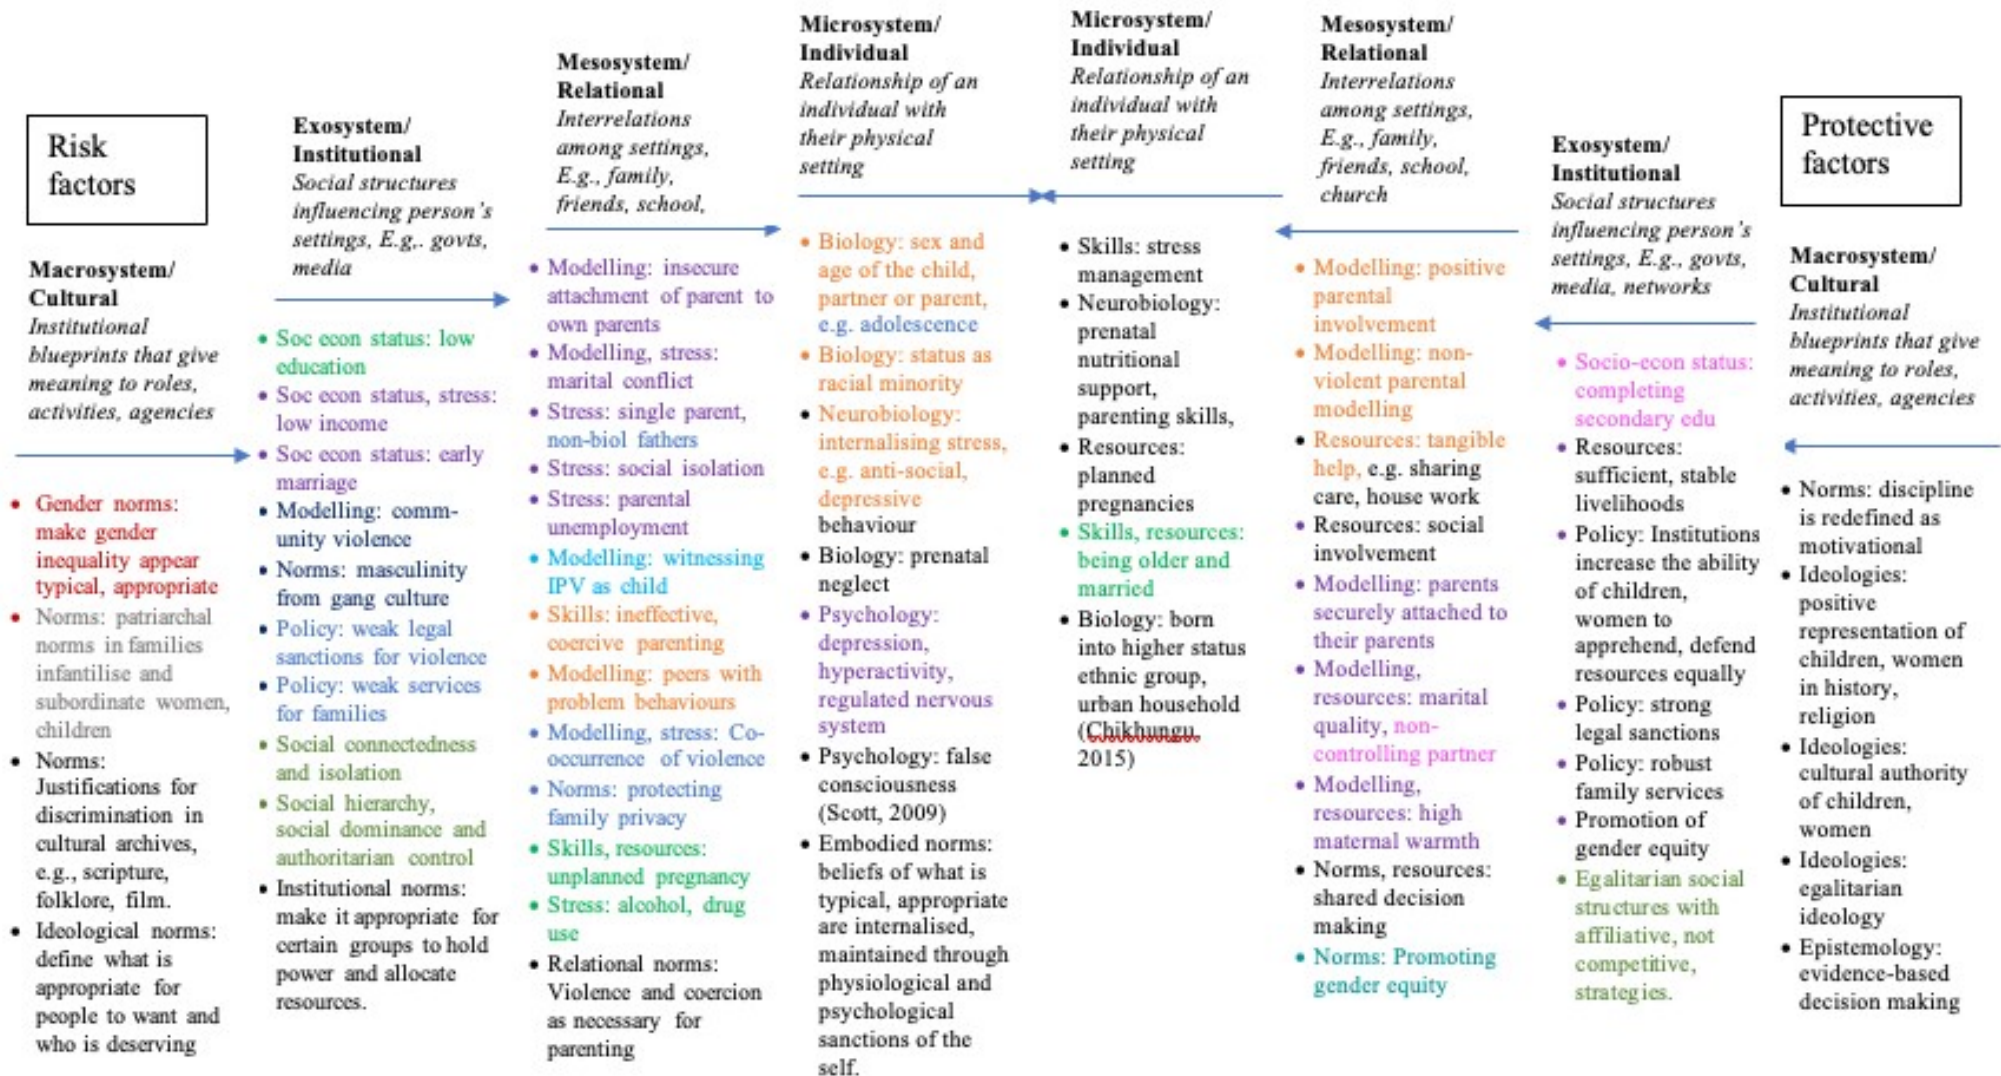 Risk
factors
Macrosystem/
Cultural
Institutional
blueprints that give
meaning to roles,
activities, agencies
• Gender norms:
make gender
inequality appear
typical, appropriate
• Norms: patriarchal
norms in families
infantilise and
subordinate women,
children
• Norms:
Justifications for
discrimination in
cultural archives,
e.g., scripture,
folklore, film.
• Ideological norms:
define what is
appropriate for
people to want and
who is deserving
Exosystem/
Institutional
Social structures
influencing person's
settings, E.g,. govts,
media
• Soc econ status: low
education
• Soc econ status, stress:
low income
• Soc econ status: early
marriage
• Modelling: comm-
unity violence
• Norms: masculinity
from gang culture
• Policy: weak legal
sanctions for violence
• Policy: weak services
for families
• Social connectedness
and isolation
• Social hierarchy,
social dominance and
authoritarian control
• Institutional norms:
make it appropriate for
certain groups to hold
power and allocate
resources.
Mesosystem/
Relational
Interrelations
among settings,
E.g., family,
friends, school,
• Modelling: insecure
attachment of parent to
own parents
• Modelling, stress:
marital conflict
• Stress: single parent,
non-biol fathers
• Stress: social isolation
• Stress: parental
unemployment
• Modelling: witnessing
IPV as child
• Skills: ineffective,
coercive parenting
• Modelling: peers with
problem behaviours
• Modelling, stress: Co-
occurrence of violence
• Norms: protecting
family privacy
• Skills, resources:
unplanned pregnancy
• Stress: alcohol, drug
use
• Relational norms:
Violence and coercion
as necessary for
parenting
Microsystem/
Individual
Relationship of an
individual with
their physical
setting
• Biology: sex and
age of the child,
partner or parent,
e.g. adolescence
• Biology: status as
racial minority
• Neurobiology:
internalising stress,
e.g. anti-social,
depressive
behaviour
• Biology: prenatal
neglect
• Psychology:
depression,
hyperactivity,
regulated nervous
system
• Psychology: false
consciousness
(Scott, 2009)
• Embodied norms:
beliefs of what is
typical, appropriate
are internalised,
maintained through
physiological and
psychological
sanctions of the
self.
Microsystem/
Individual
Relationship of an
individual with
their physical
setting
• Skills: stress
management
• Neurobiology:
prenatal
nutritional
support,
parenting skills,
• Resources:
planned
pregnancies
• Skills, resources:
being older and
married
• Biology: born
into higher status
ethnic group,
urban household
(Chikhungu,
2015)
Mesosystem/
Relational
Interrelations
among settings,
E.g., family,
friends, school,
church
• Modelling: positive
parental
involvement
• Modelling: non-
violent parental
modelling
• Resources: tangible
help, e.g. sharing
care, house work
• Resources: social
involvement
• Modelling: parents
securely attached to
their parents
• Modelling,
resources: marital
quality, non-
controlling partner
• Modelling,
resources: high
maternal warmth
• Norms, resources:
shared decision
making
• Norms: Promoting
gender equity
Exosystem/
Institutional
Social structures
influencing person's
settings, E.g., govts,
media, networks
• Socio-econ status:
completing
secondary edu
• Resources:
sufficient, stable
livelihoods
• Policy: Institutions
increase the ability
of children,
women to
apprehend, defend
resources equally
• Policy: strong
legal sanctions
• Policy: robust
family services
• Promotion of
gender equity
• Egalitarian social
structures with
affiliative, not
competitive,
strategies.
Protective
factors
Macrosystem/
Cultural
Institutional
blueprints that give
meaning to roles,
activities, agencies
• Norms: discipline
is redefined as
motivational
• Ideologies:
positive
representation of
children, women
in history,
religion
• Ideologies:
cultural authority
of children,
women
• Ideologies:
egalitarian
ideology
• Epistemology:
evidence-based
decision making